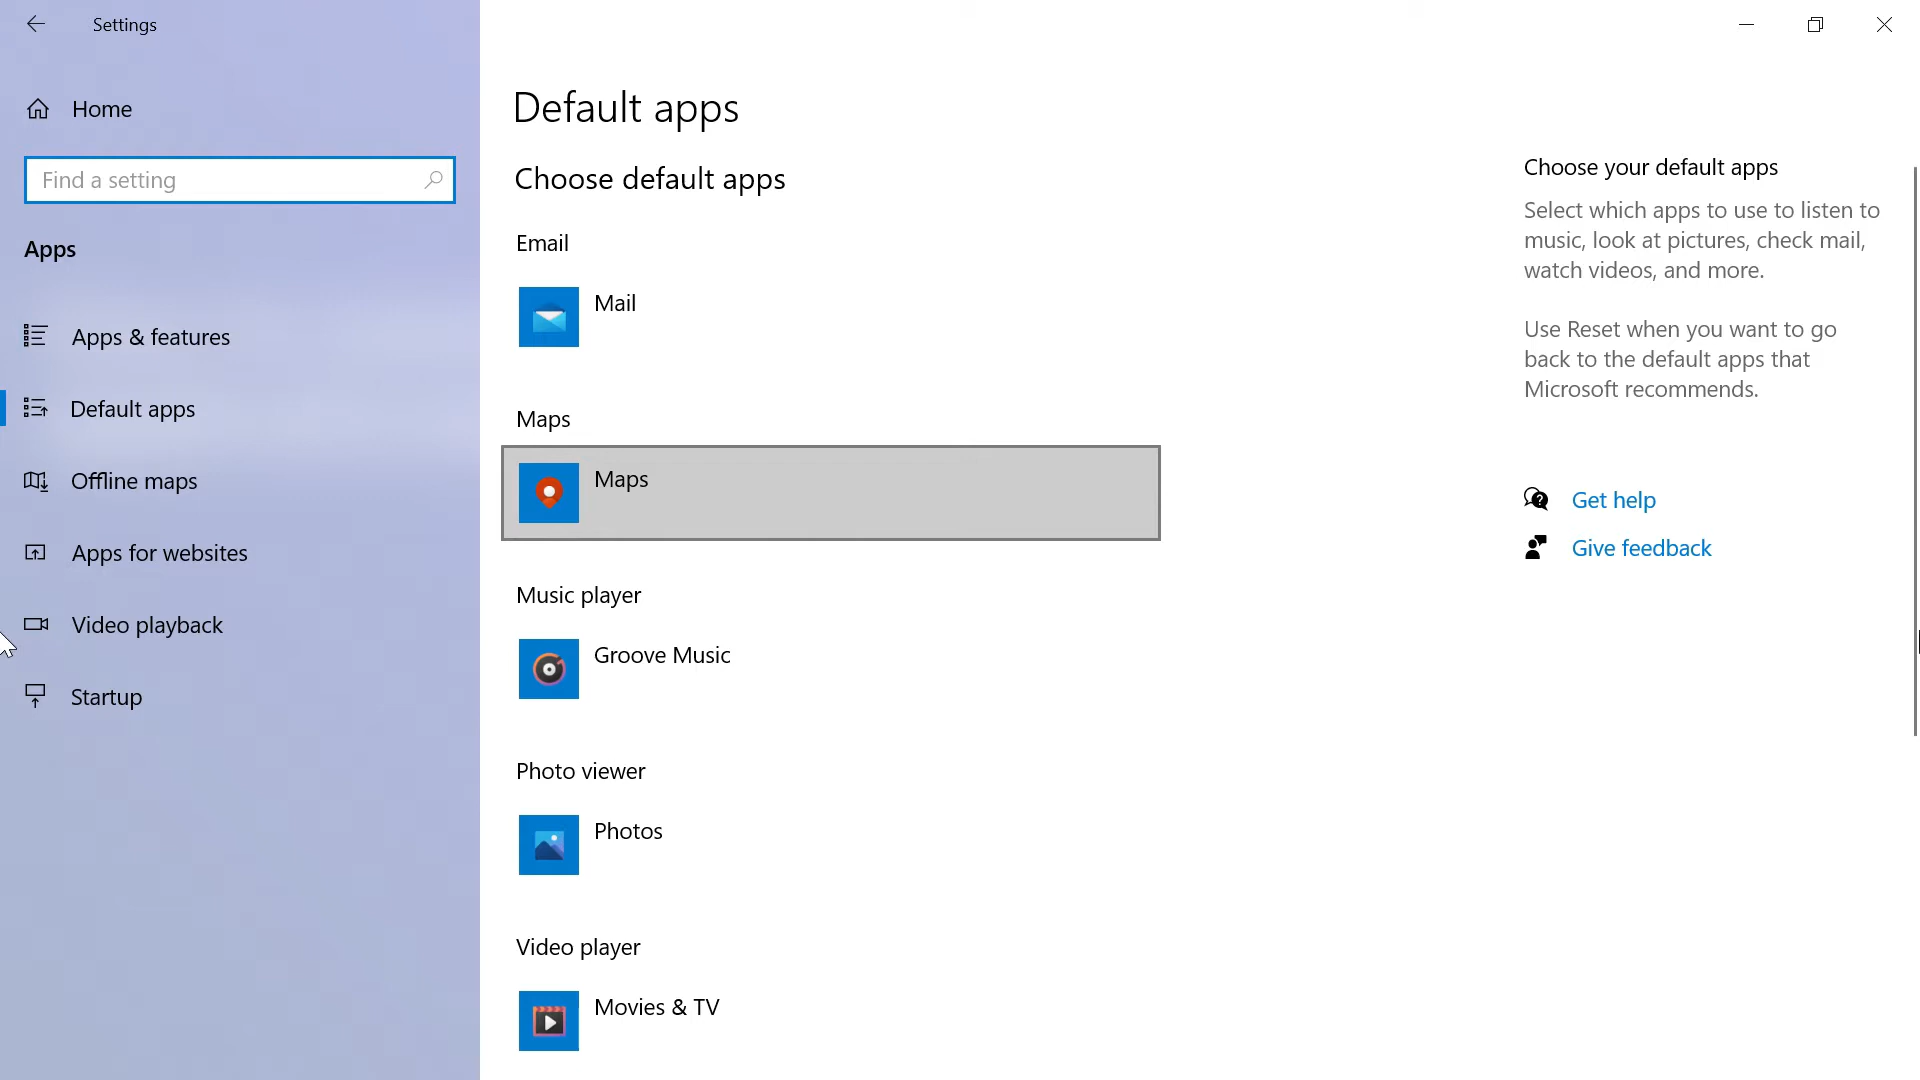 Settings
Home
Find a setting
Apps
Apps & features
Default apps
Offline maps
Apps for websites
Video playback
Startup
Default apps
Choose default apps
Email
Mail
Maps
Maps
Music player
Groove Music
Photo viewer
Photos
Video player
Movies & TV
Choose your default apps
Select which apps to use to listen to
music, look at pictures, check mail,
watch videos, and more.
Use Reset when you want to go
back to the default apps that
Microsoft recommends.
Get help
Give feedback